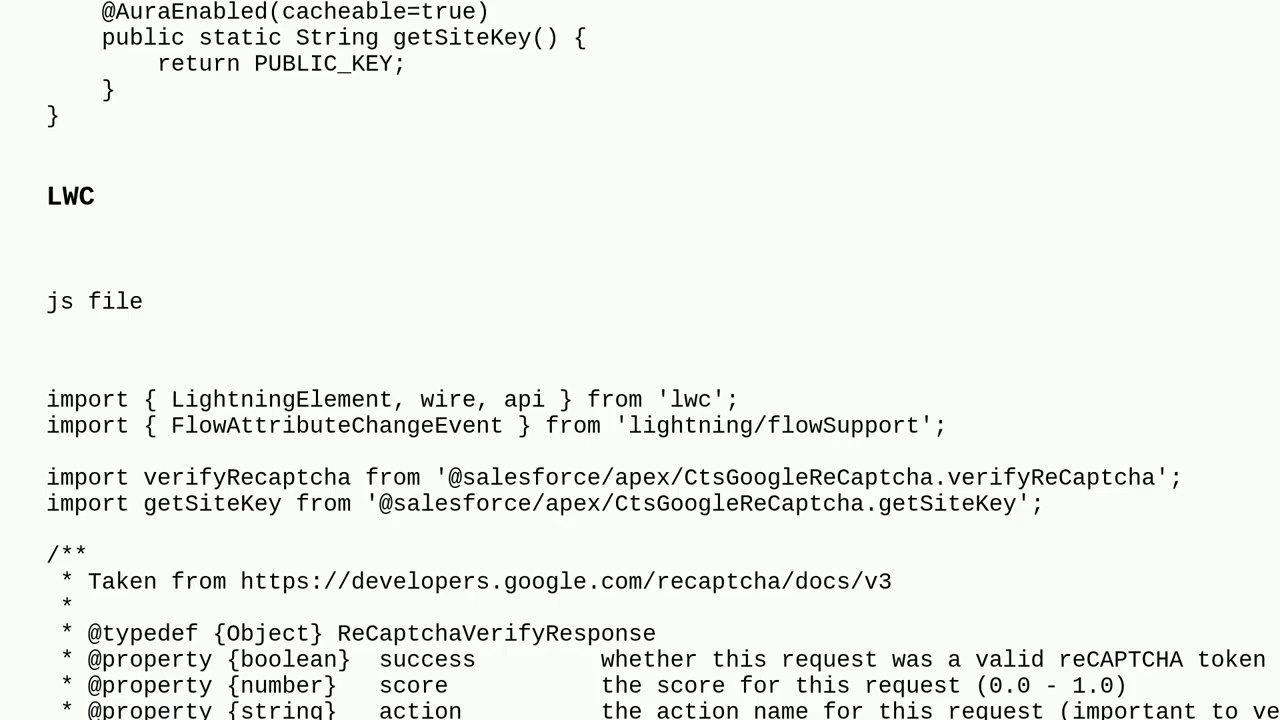 @AuraEnabled(cacheable=true)
public static String getSiteKey() {
return PUBLIC_KEY;
}
}
LWC
js file
import { LightningElement, wire, api } from 'lwc';
import { FlowAttributeChangeEvent } from 'lightning/flowSupport';
import verifyRecaptcha from '@salesforce/apex/CtsGoogleReCaptcha.verifyReCaptcha';
import getSiteKey from '@salesforce/apex/CtsGoogleReCaptcha.getSiteKey';
/**
* Taken from https://developers.google.com/recaptcha/docs/v3
*
* @typedef {Object} ReCaptchaVerifyResponse
* @property {boolean} success whether this request was a valid reCAPTCHA token
* @property {number} score the score for this request (0.0 - 1.0)
* @property {string} action the action name for this request (important to ve